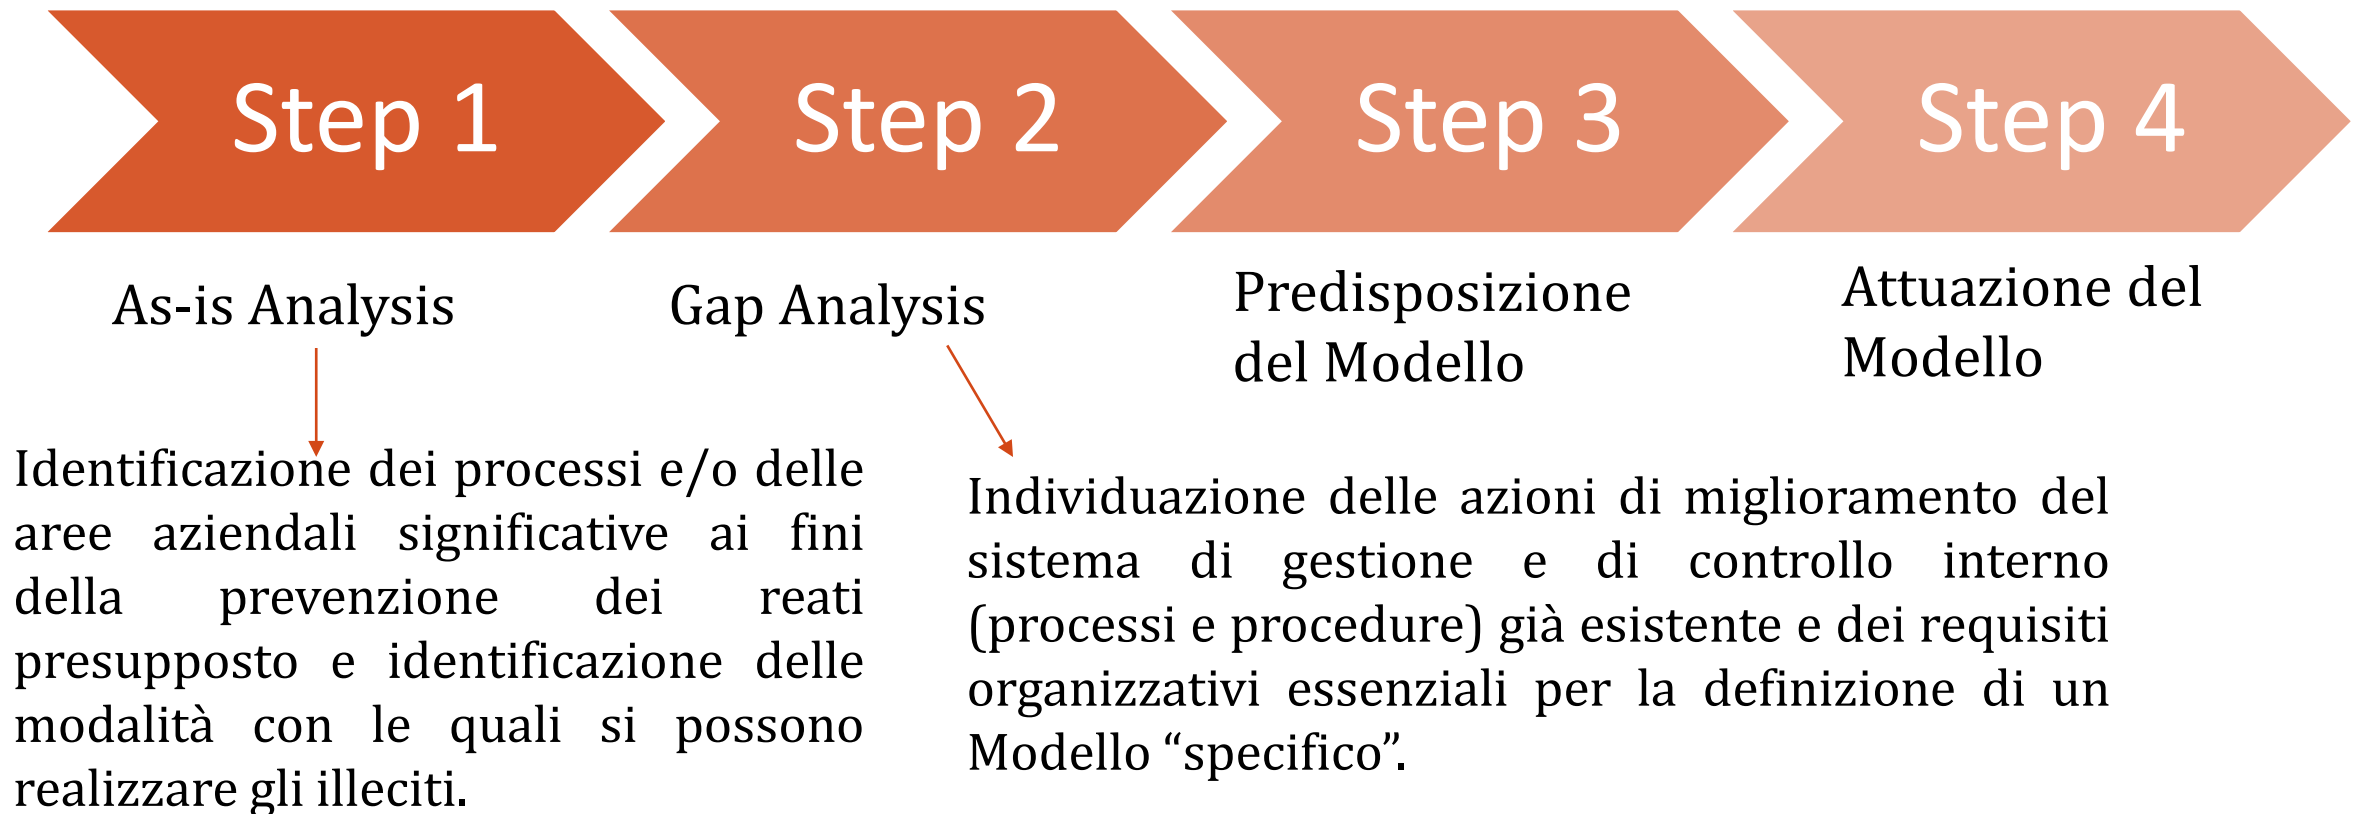 Step 1
Step 2
Step 3
Step 4
As-is Analysis
Gap Analysis
Predisposizione
del Modello
Attuazione del
Modello
Identificazione dei processi e/o delle
aree aziendali significative ai fini
della prevenzione dei reati
presupposto e identificazione delle
modalità con le quali si possono
realizzare gli illeciti.
Individuazione delle azioni di miglioramento del
sistema di gestione e di controllo interno
(processi e procedure) già esistente e dei requisiti
organizzativi essenziali per la definizione di un
Modello “specifico”.